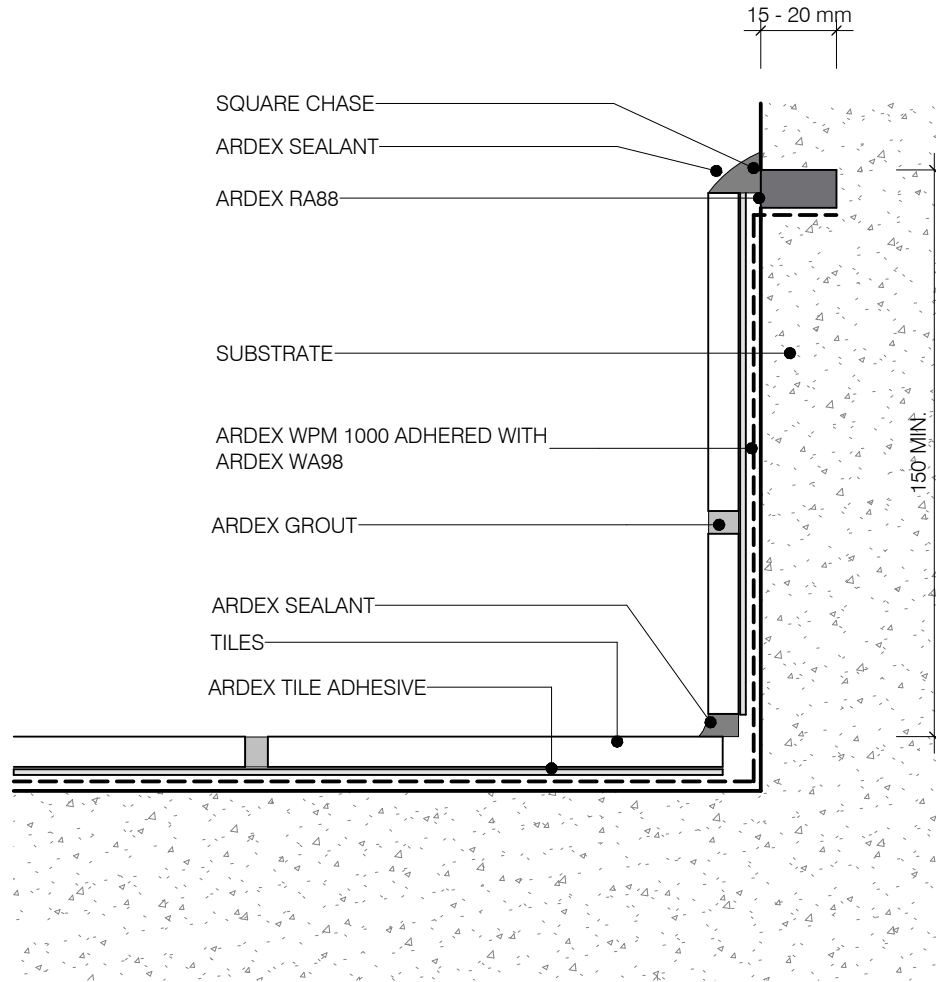 15 - 20 mm
SQUARE CHASE
ARDEX SEALANT
ARDEX RA88
SUBSTRATE
ARDEX WPM 1000 ADHERED WITH
ARDEX WA98
150 MIN.
ARDEX GROUT
ARDEX SEALANT
TILES
ARDEX TILE ADHESIVE